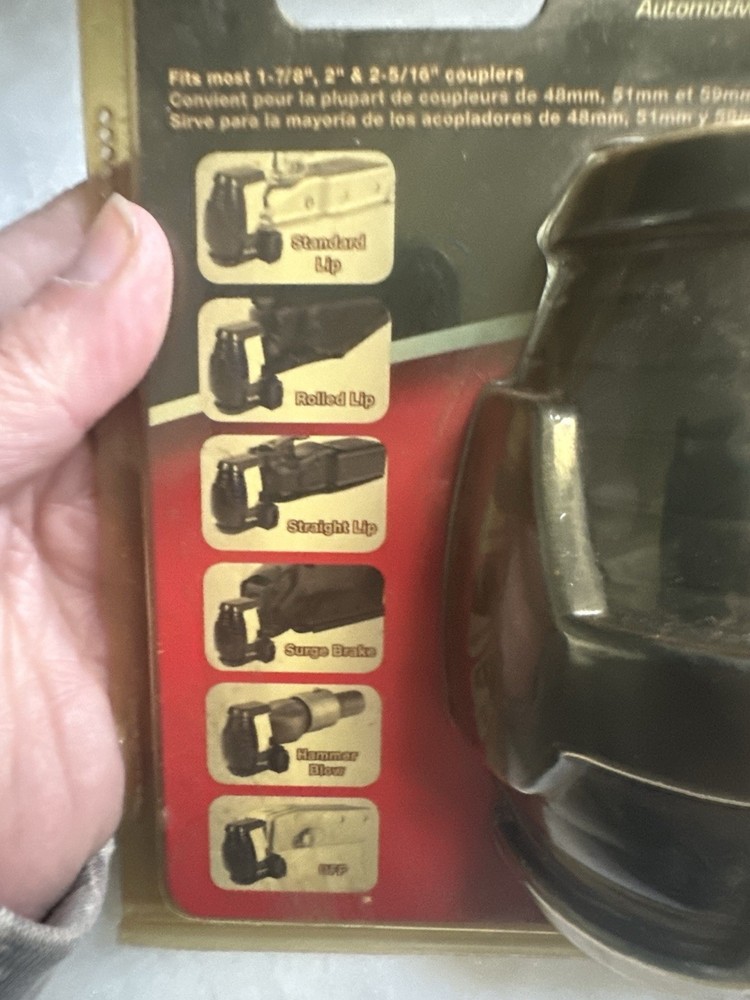 Automotiv
Fits most 1-7/8", 2" & 2-5/16" couplers
Convient pour la plupart de coupleurs de 48mm, 51mm et 59mm
Sirve para la mayoría de los acopladores de 48mm, 51mm y
Standard
Lip
Rolled Lip
Straight Lip
Surge Brake
Hammer
Blow